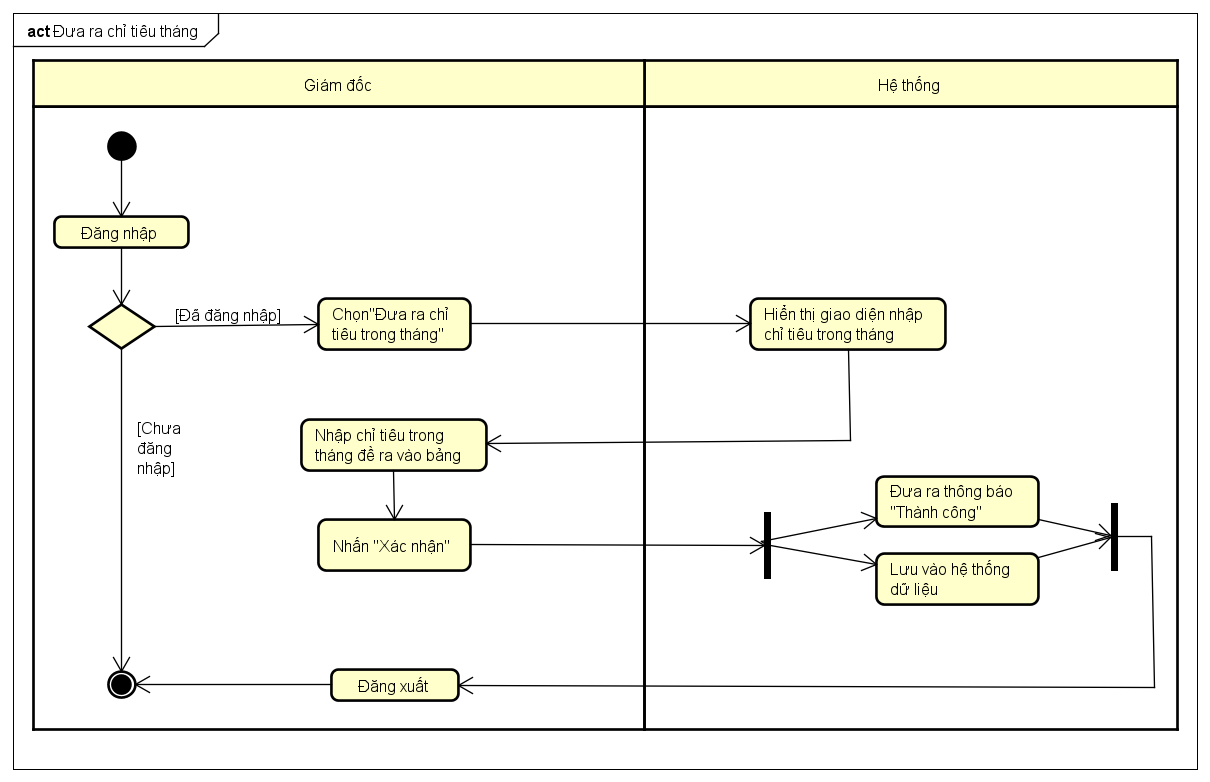 act Đưa ra chỉ tiêu tháng
Giám đốc
Hệ thống
Đăng nhập
[Đã đăng nhập]
Chọn"Đưa ra chỉ
tiêu trong tháng"
Hiển thị giao diện nhập
chỉ tiêu trong tháng
[Chưa
đăng
nhập]
Nhập chỉ tiêu trong
tháng đề ra vào bảng
Nhấn "Xác nhận"
Đưa ra thông báo
"Thành công"
Lưu vào hệ thống
dữ liệu
Đăng xuất